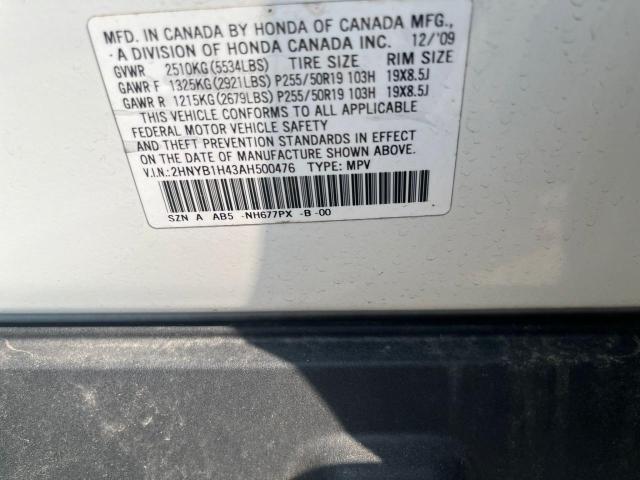 MFD. IN CANADA BY HONDA OF CANADA MFG.,
- A DIVISION OF HONDA CANADA INC. 12/'09
GVWR 2510KG(5534LBS) TIRE SIZE RIM SIZE
GAWR F 1325KG(2921LBS) P255/50R19 103H 19X8.5J
GAWR R 1215KG(2679LBS) P255/50R19 103H 19X8.5J
THIS VEHICLE CONFORMS TO ALL APPLICABLE
FEDERAL MOTOR VEHICLE SAFETY
AND THEFT PREVENTION STANDARDS IN EFFECT
ON THE DATE OF MANUFACTURE SHOWN ABOVE.
V.I.N.:2HNYB1H43AH500476 TYPE: MPV
SZN A AB5 -NH677PX -B-00